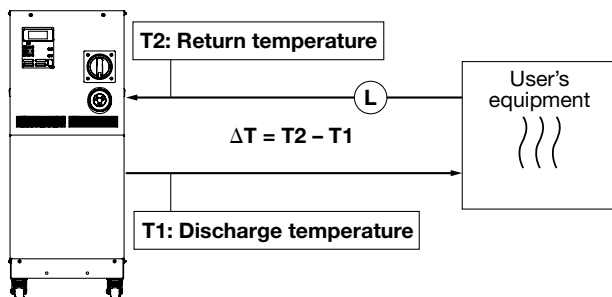 T2: Return temperature
L
User's
equipment
ΔT = T2 – T1
T1: Discharge temperature